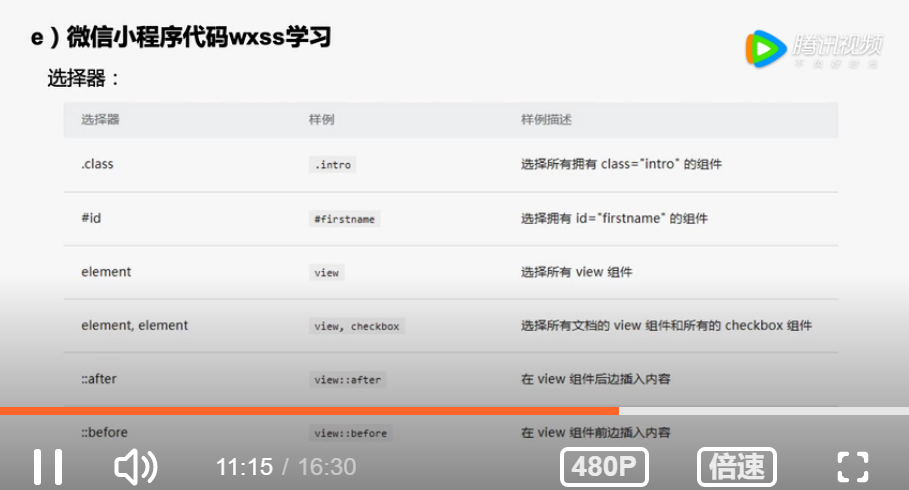 e）微信小程序代码wxss学习
腾讯视频
不负好时光
选择器：
选择器 样例 样例描述
.class .intro 选择所有拥有 class="intro" 的组件
#id #firstname 选择拥有 id="firstname" 的组件
element view 选择所有 view 组件
element, element view, checkbox 选择所有文档的 view 组件和所有的 checkbox 组件
::after view::after 在 view 组件后边插入内容
::before view::before 在 view 组件前边插入内容
11:15 / 16:30 480P 倍速